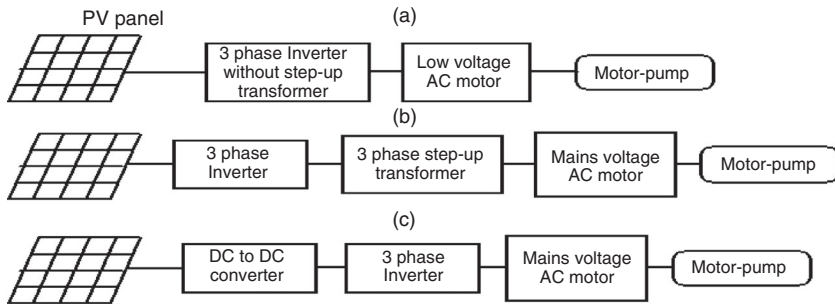 PV panel
(a)
3 phase Inverter
without step-up
transformer
Low voltage
AC motor
Motor-pump
(b)
3 phase
Inverter
3 phase step-up
transformer
Mains voltage
AC motor
Motor-pump
(c)
DC to DC
converter
3 phase
Inverter
Mains voltage
AC motor
Motor-pump